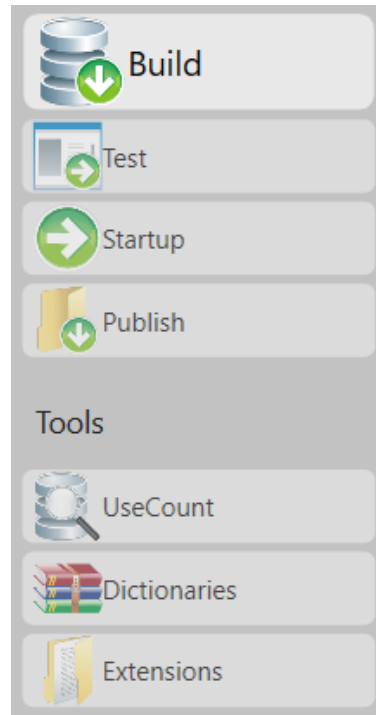 Build
Test
Startup
Publish
Tools
UseCount
Dictionaries
Extensions